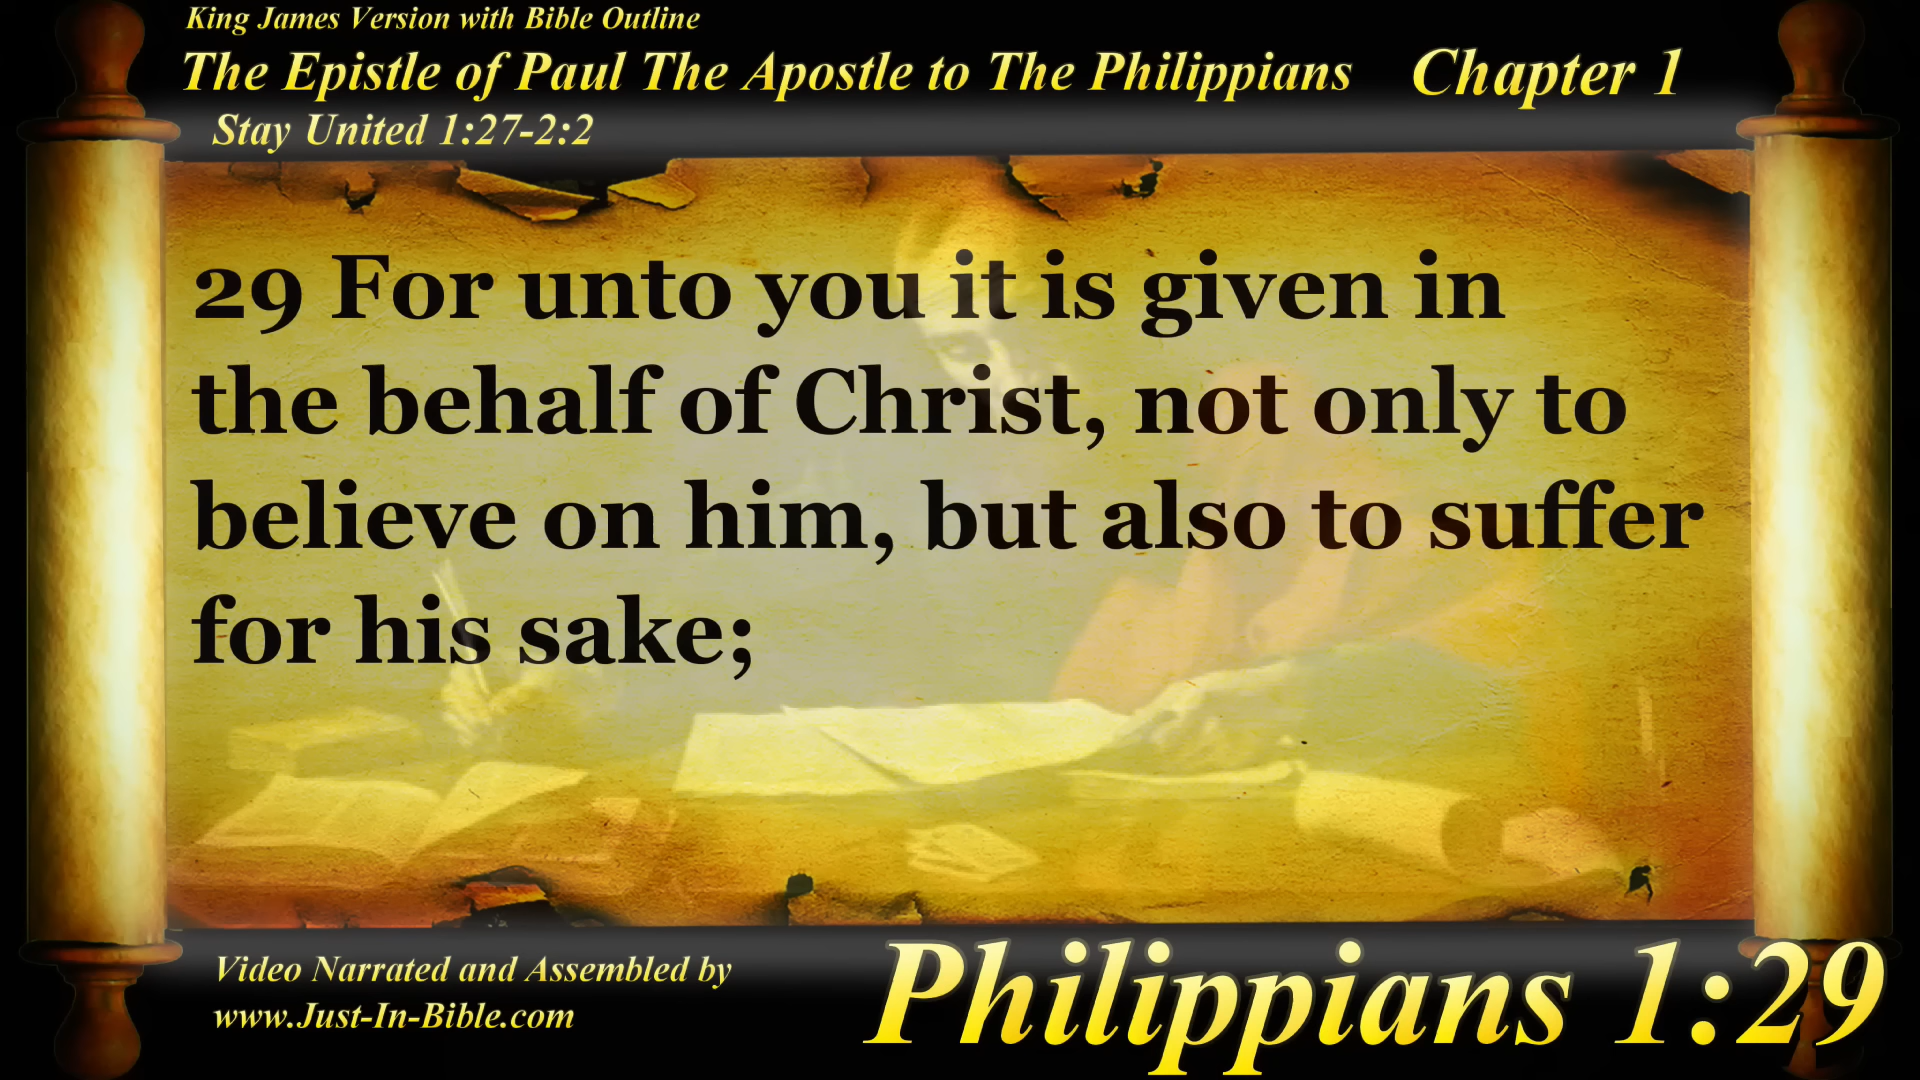 King James Version with Bible Outline
The Epistle of Paul The Apostle to The Philippians Chapter 1
Stay United 1:27-2:2
29 For unto you it is given in
the behalf of Christ, not only to
believe on him, but also to suffer
for his sake;
Video Narrated and Assembled by
www.Just-In-Bible.com
Philippians 1:29